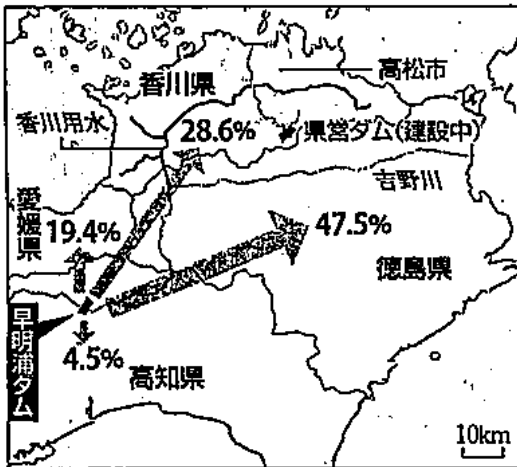 香川県
高松市
香川用水
28.6%
県営ダム(建設中)
吉野川
愛媛県
19.4%
47.5%
徳島県
早明浦ダム
4.5%
高知県
10km